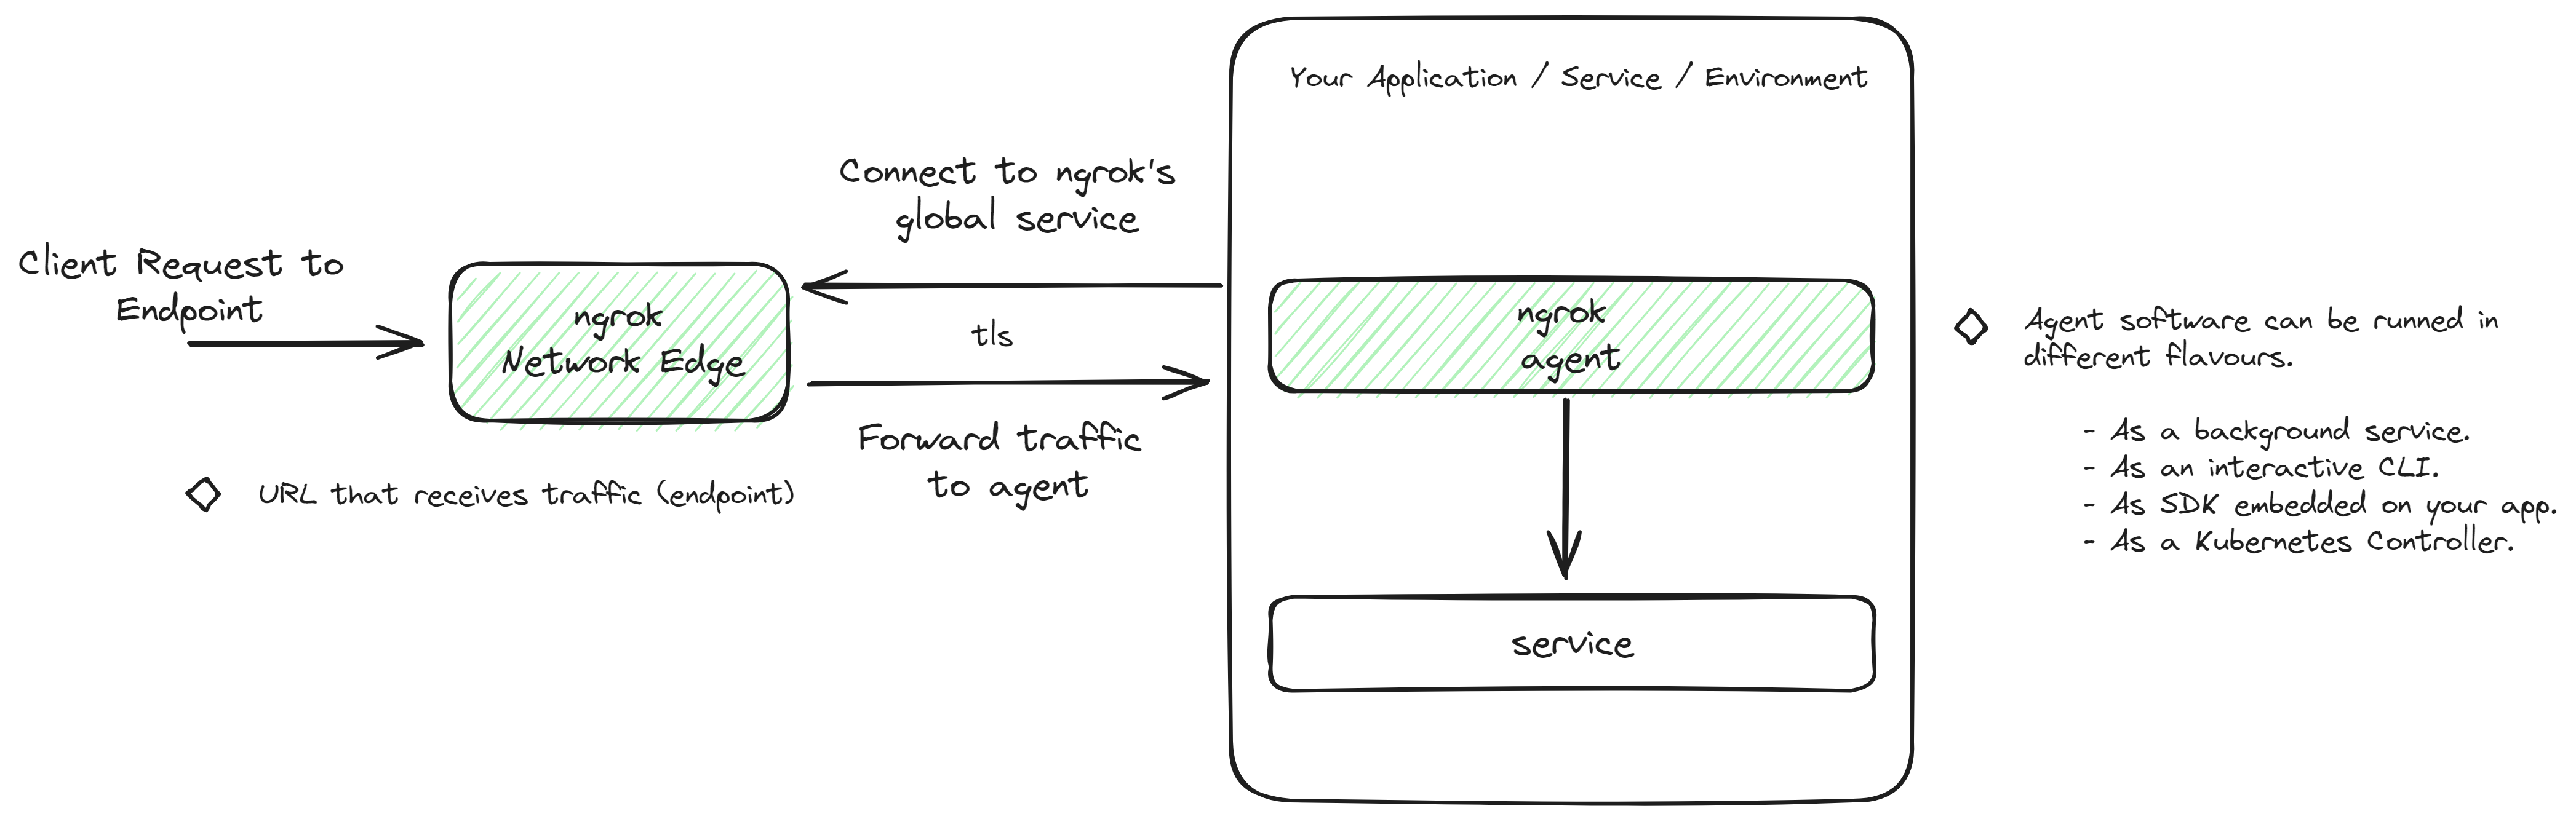 Your Application / Service / Environment
Connect to ngrok's
global service
Client Request to
Endpoint
ngrok
Network Edge
tls
ngrok
agent
Agent software can be runned in
different flavours.
- As a background service.
- As an interactive CLI.
- As SDK embedded on your app.
- As a Kubernetes Controller.
Forward traffic
to agent
URL that receives traffic (endpoint)
service